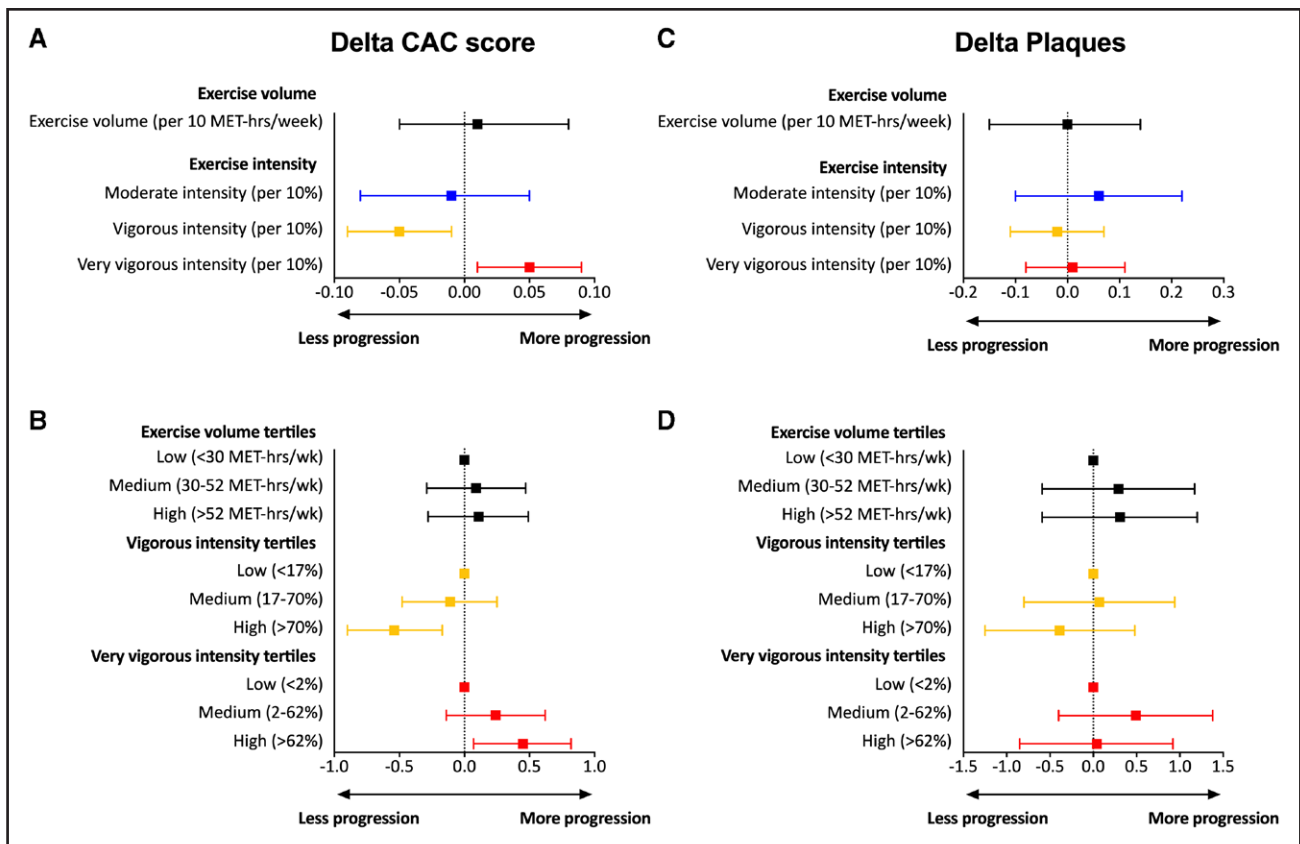 A
Delta CAC score
Exercise volume
Exercise volume (per 10 MET-hrs/week)
Exercise intensity
Moderate intensity (per 10%)
Vigorous intensity (per 10%)
Very vigorous intensity (per 10%)
-0.10 -0.05 0.00 0.05 0.10
Less progression More progression
C
Delta Plaques
Exercise volume
Exercise volume (per 10 MET-hrs/week)
Exercise intensity
Moderate intensity (per 10%)
Vigorous intensity (per 10%)
Very vigorous intensity (per 10%)
-0.2 -0.1 0.0 0.1 0.2 0.3
Less progression More progression
B
Exercise volume tertiles
Low (<30 MET-hrs/wk)
Medium (30-52 MET-hrs/wk)
High (>52 MET-hrs/wk)
Vigorous intensity tertiles
Low (<17%)
Medium (17-70%)
High (>70%)
Very vigorous intensity tertiles
Low (<2%)
Medium (2-62%)
High (>62%)
-1.0 -0.5 0.0 0.5 1.0
Less progression More progression
D
Exercise volume tertiles
Low (<30 MET-hrs/wk)
Medium (30-52 MET-hrs/wk)
High (>52 MET-hrs/wk)
Vigorous intensity tertiles
Low (<17%)
Medium (17-70%)
High (>70%)
Very vigorous intensity tertiles
Low (<2%)
Medium (2-62%)
High (>62%)
-1.5 -1.0 -0.5 0.0 0.5 1.0 1.5
Less progression More progression